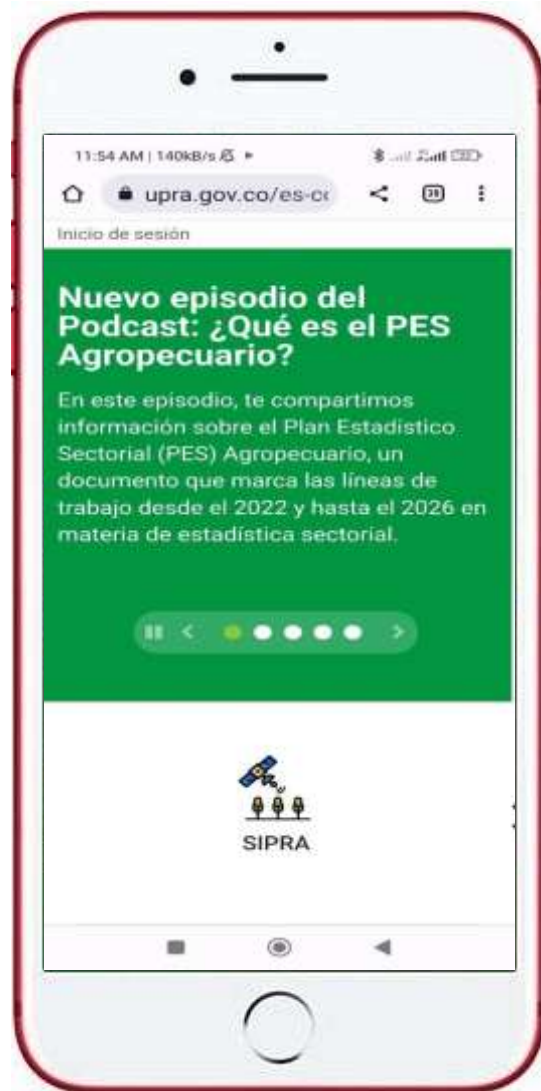 11:54 AM | 140kB/s
upra.gov.co/es-co
Inicio de sesión
Nuevo episodio del
Podcast: ¿Qué es el PES
Agropecuario?
En este episodio, te compartimos
información sobre el Plan Estadístico
Sectorial (PES) Agropecuario, un
documento que marca las líneas de
trabajo desde el 2022 y hasta el 2026 en
materia de estadística sectorial.
SIPRA